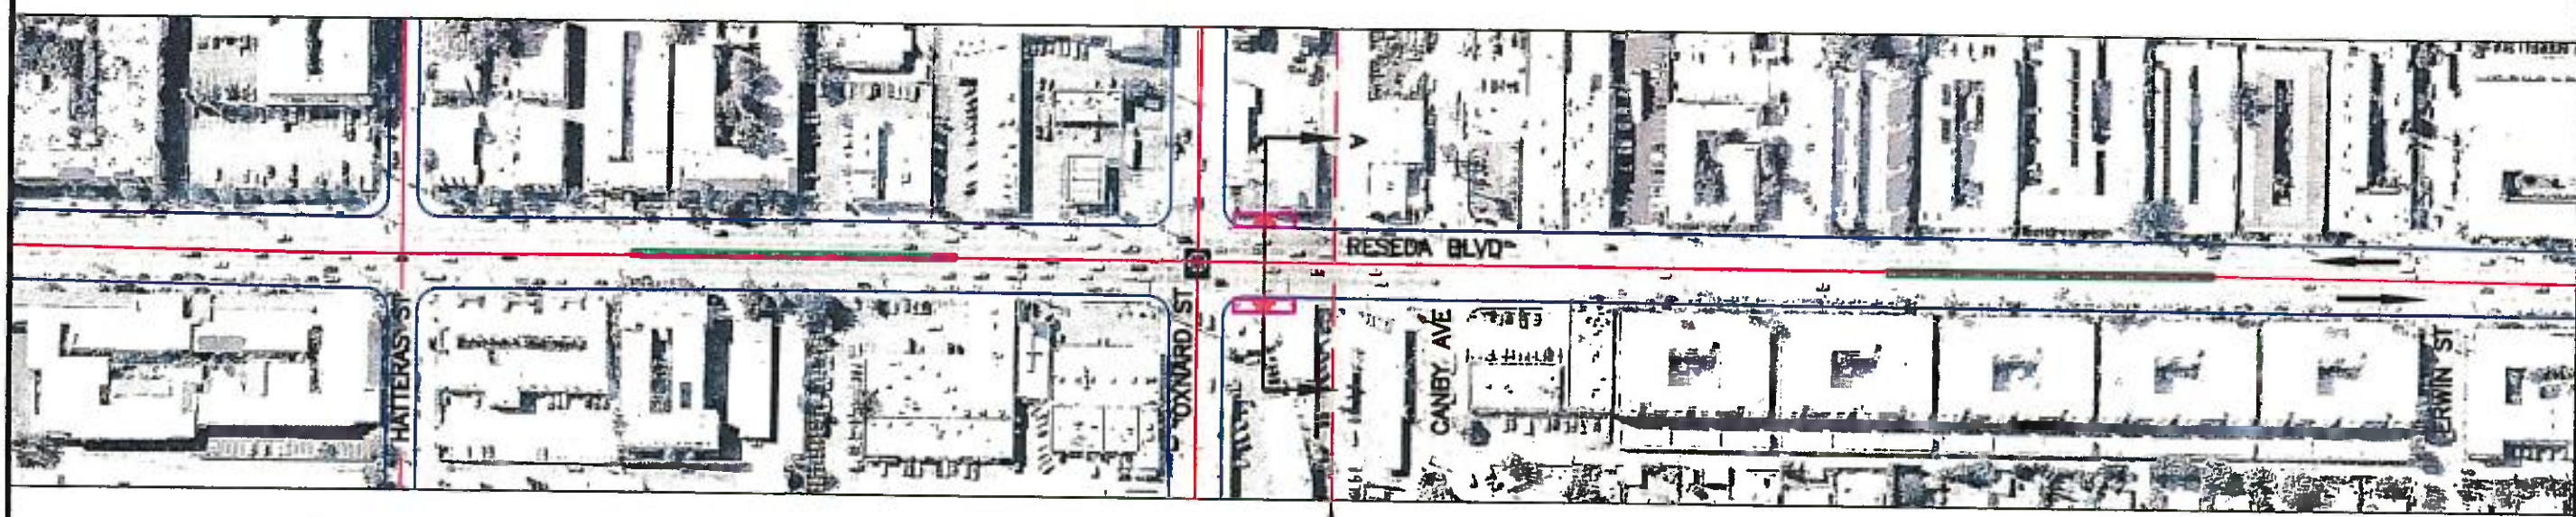 A
RESEDA BLVD
HATTERAS ST
OXNARD ST
CANBY AVE
ERWIN ST